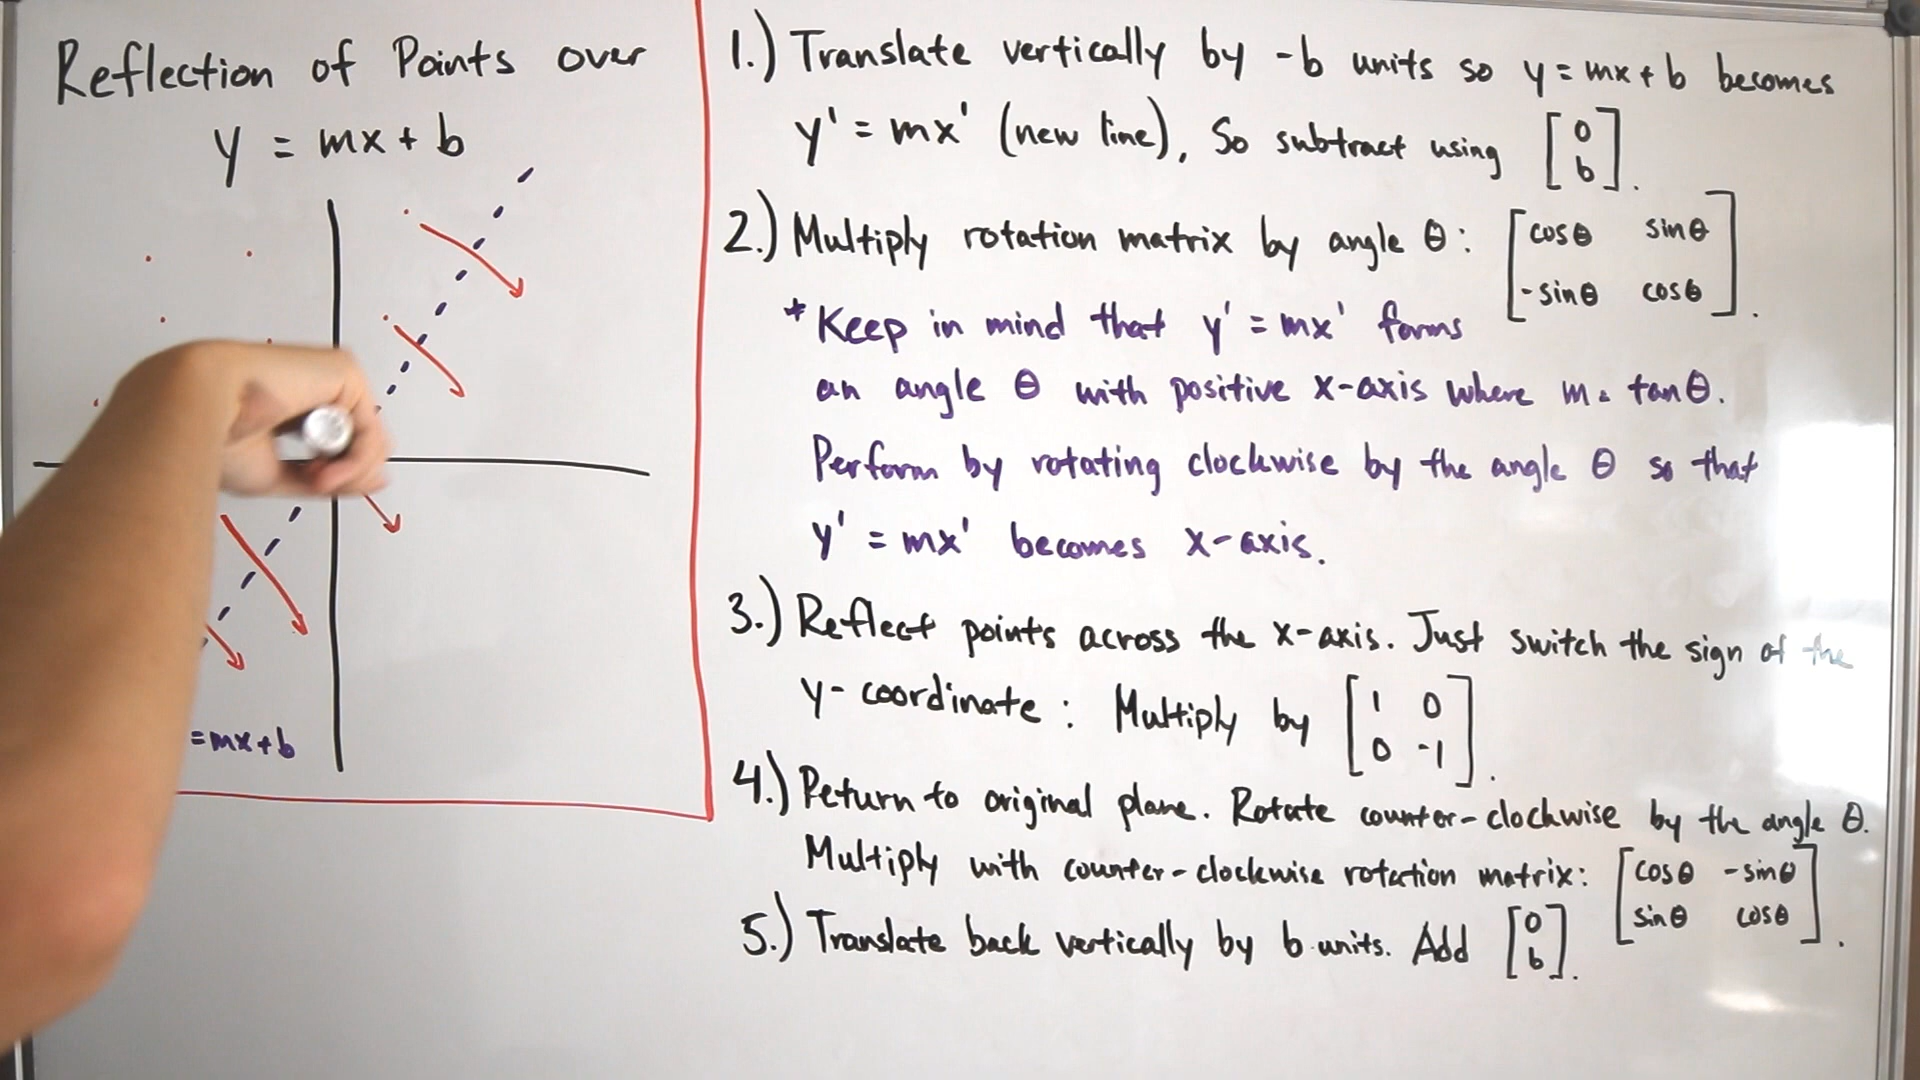 Reflection of Points over
y = mx + b
= mx + b
1.) Translate vertically by -b units so y = mx + b becomes
y' = mx' (new line), So subtract using [0 b].
2.) Multiply rotation matrix by angle θ: [cosθ sinθ
-sinθ cosθ].
* Keep in mind that y' = mx' forms
an angle θ with positive x-axis where m = tanθ.
Perform by rotating clockwise by the angle θ so that
y' = mx' becomes x-axis.
3.) Reflect points across the x-axis. Just switch the sign of the
y-coordinate: Multiply by [1 0
0 -1].
4.) Return to original plane. Rotate counter-clockwise by the angle θ.
Multiply with counter-clockwise rotation matrix: [cosθ -sinθ
sinθ cosθ].
5.) Translate back vertically by b units. Add [0 b].